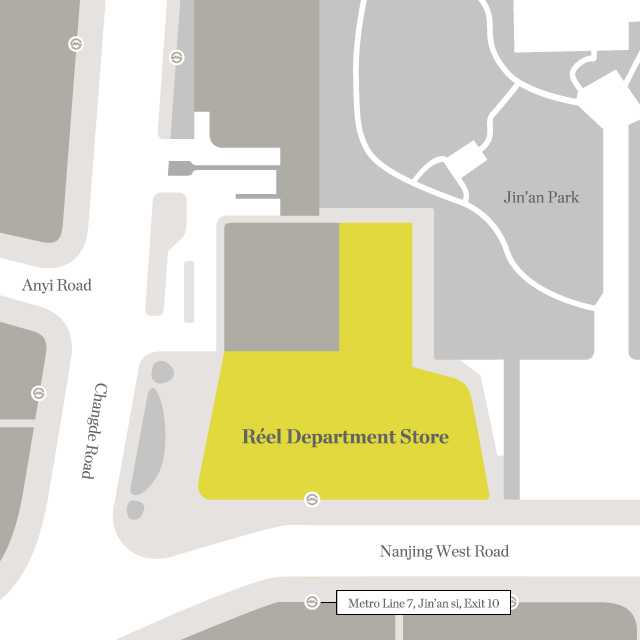 Jin'an Park
Anyi Road
Changde Road
Réel Department Store
Nanjing West Road
Metro Line 7, Jin'an si, Exit 10